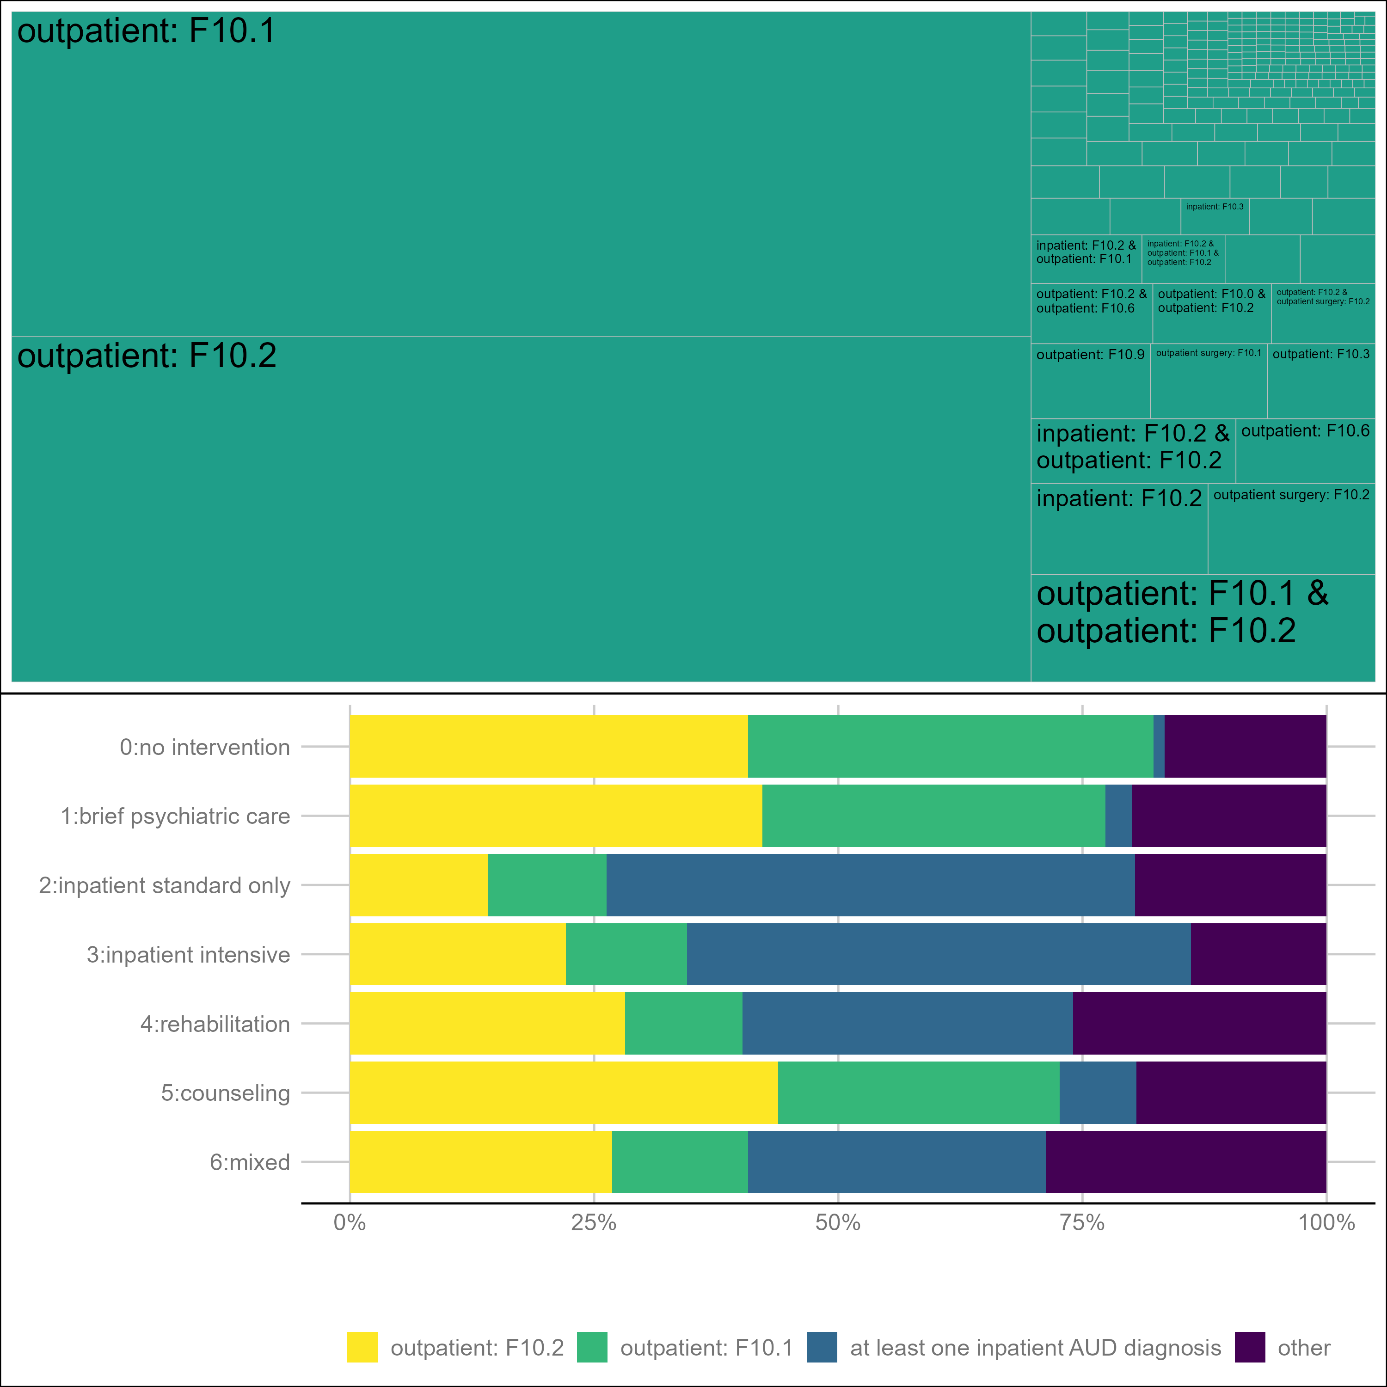 outpatient: F10.1
outpatient: F10.2
inpatient: F10.3
inpatient: F10.2 &
outpatient: F10.1
inpatient: F10.2 &
outpatient: F10.1 &
outpatient: F10.2
outpatient: F10.2 &
outpatient: F10.6
outpatient: F10.0 &
outpatient: F10.2
outpatient: F10.2 &
outpatient surgery: F10.2
outpatient: F10.9
outpatient surgery: F10.1
outpatient: F10.3
inpatient: F10.2 &
outpatient: F10.2
outpatient: F10.6
inpatient: F10.2
outpatient surgery: F10.2
outpatient: F10.1 &
outpatient: F10.2
0:no intervention
1:brief psychiatric care
2:inpatient standard only
3:inpatient intensive
4:rehabilitation
5:counseling
6:mixed
0% 25% 50% 75% 100%
outpatient: F10.2 outpatient: F10.1 at least one inpatient AUD diagnosis other